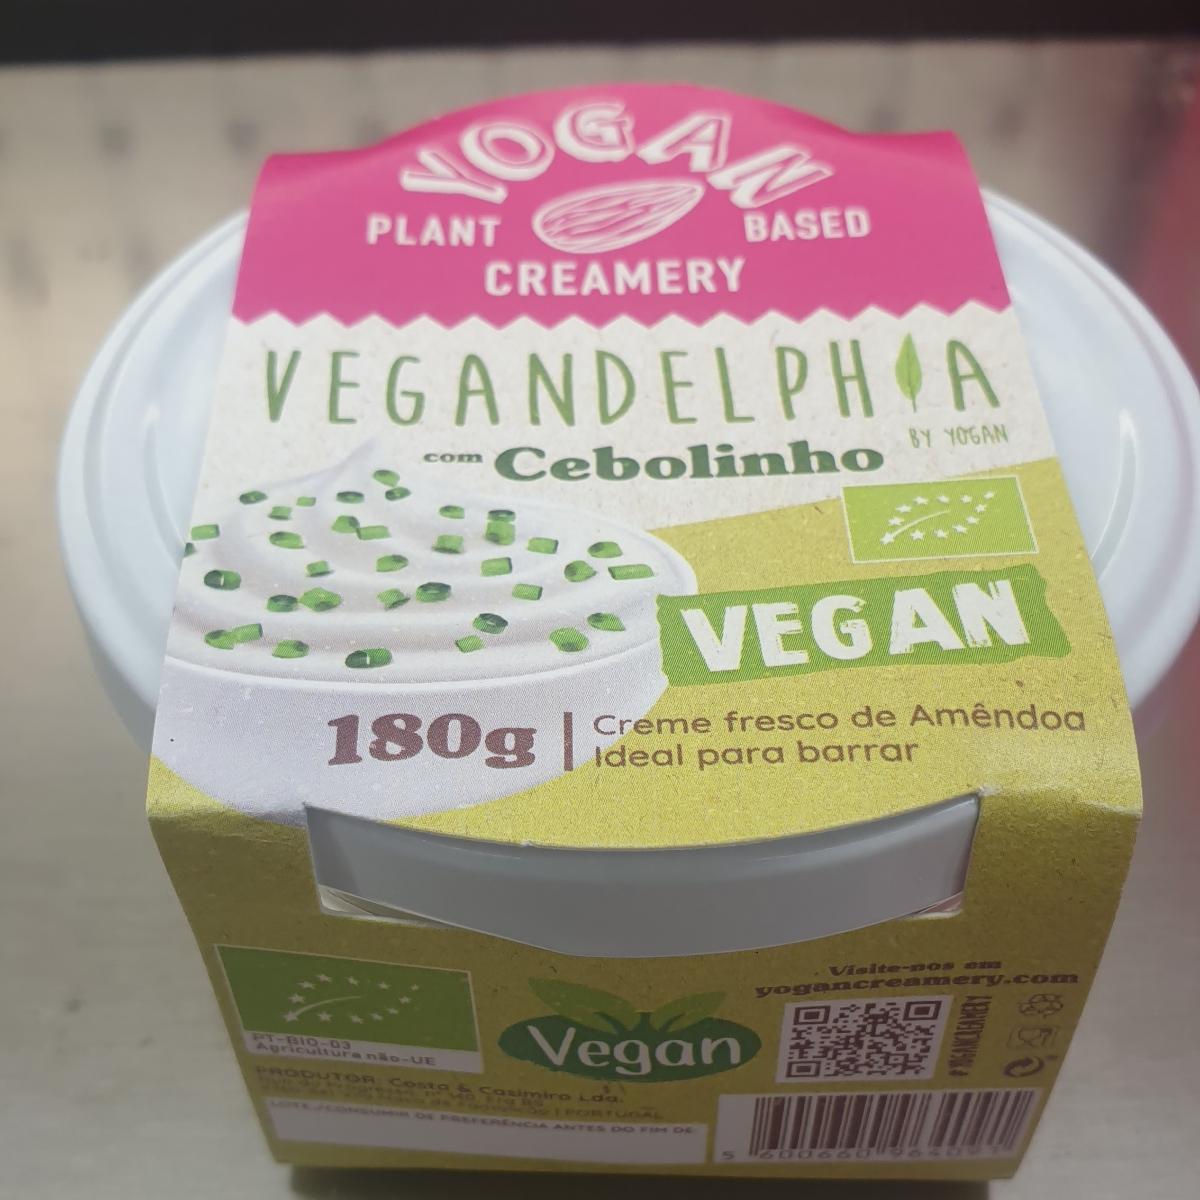 YOGAN
PLANT BASED
CREAMERY
VEGANDELPHIA
BY YOGAN
com Cebolinho
VEGAN
180g | Creme fresco de Amêndoa
Ideal para barrar
Visite-nos em
yogancreamery.com
#YOGANCREAMERY
Vegan
PT-BIO-03
Agricultura não-UE
PRODUTOR: Costa & Casimiro Lda.
PORTUGAL
LOTE/CONSUMIR DE PREFERÊNCIA ANTES DO FIM DE: